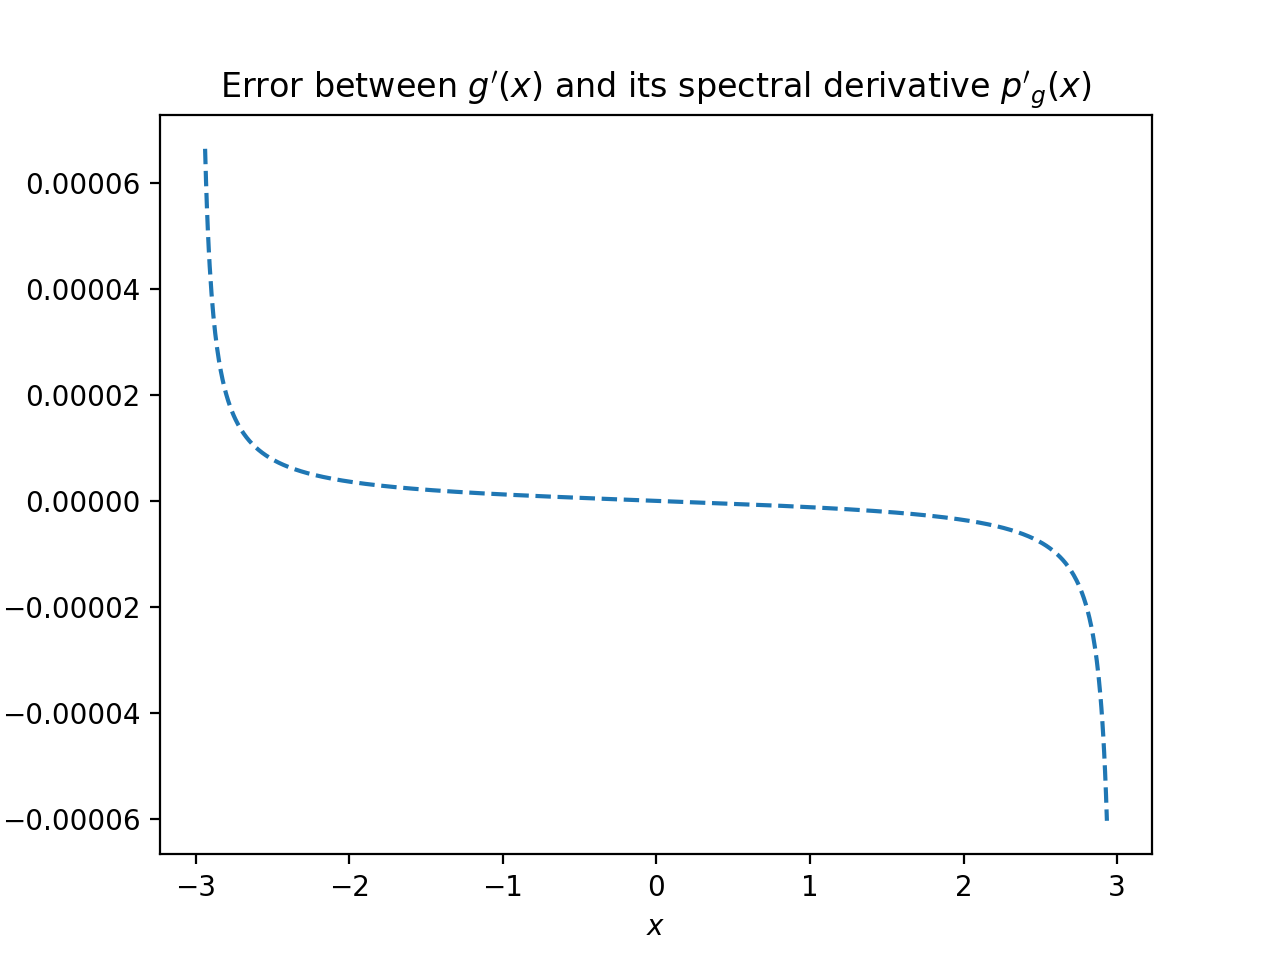 Error between g′(x) and its spectral derivative p′g(x)
0.00006
0.00004
0.00002
0.00000
−0.00002
−0.00004
−0.00006
−3 −2 −1 0 1 2 3
x